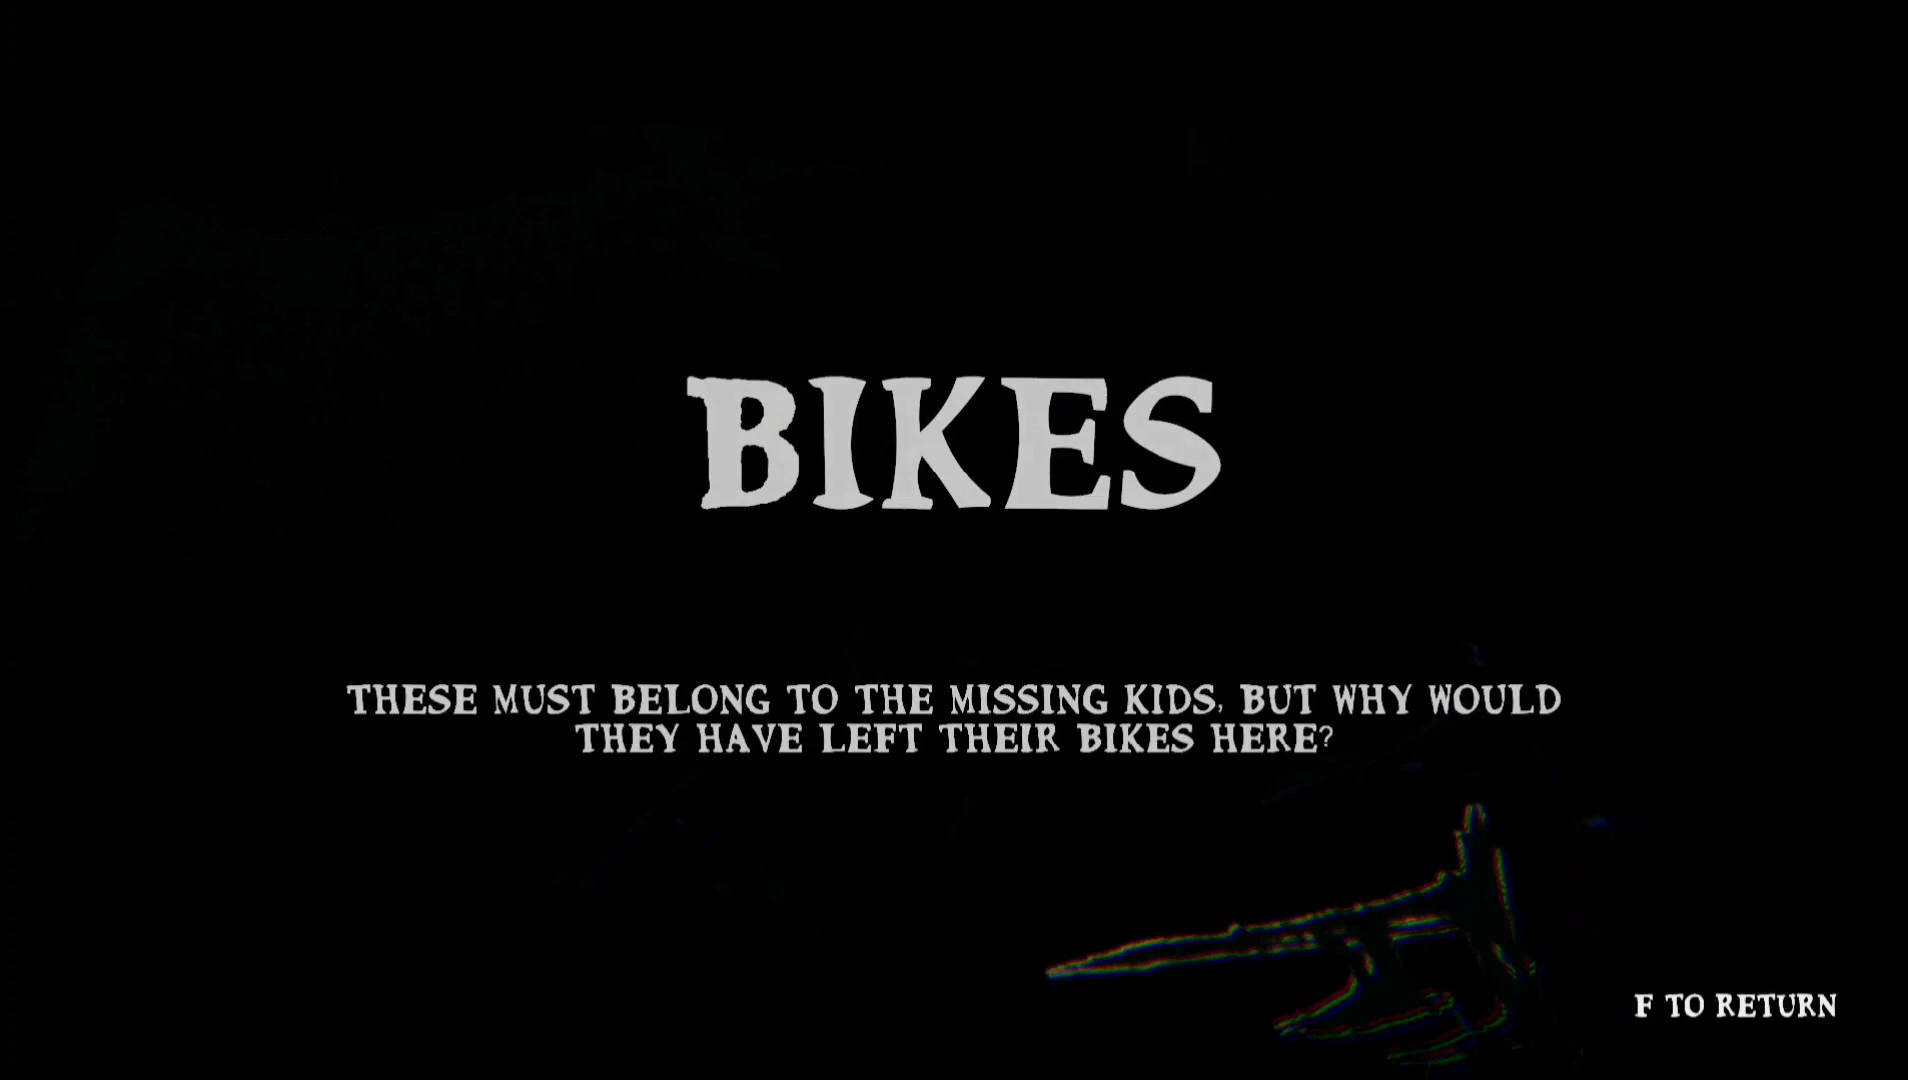 BIKES
THESE MUST BELONG TO THE MISSING KIDS, BUT WHY WOULD
THEY HAVE LEFT THEIR BIKES HERE?
F TO RETURN